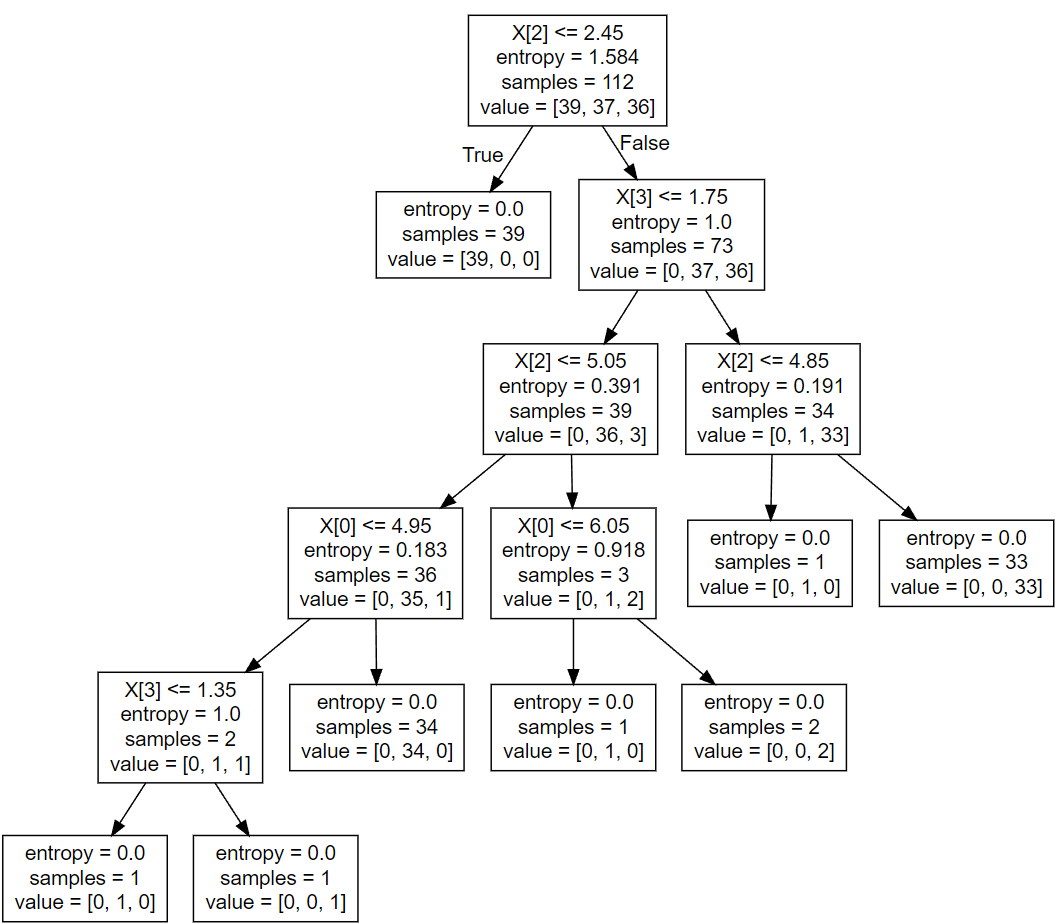 X[2] <= 2.45
entropy = 1.584
samples = 112
value = [39, 37, 36]
True
False
entropy = 0.0
samples = 39
value = [39, 0, 0]
X[3] <= 1.75
entropy = 1.0
samples = 73
value = [0, 37, 36]
X[2] <= 5.05
entropy = 0.391
samples = 39
value = [0, 36, 3]
X[2] <= 4.85
entropy = 0.191
samples = 34
value = [0, 1, 33]
X[0] <= 4.95
entropy = 0.183
samples = 36
value = [0, 35, 1]
X[0] <= 6.05
entropy = 0.918
samples = 3
value = [0, 1, 2]
entropy = 0.0
samples = 1
value = [0, 1, 0]
entropy = 0.0
samples = 33
value = [0, 0, 33]
X[3] <= 1.35
entropy = 1.0
samples = 2
value = [0, 1, 1]
entropy = 0.0
samples = 34
value = [0, 34, 0]
entropy = 0.0
samples = 1
value = [0, 1, 0]
entropy = 0.0
samples = 2
value = [0, 0, 2]
entropy = 0.0
samples = 1
value = [0, 1, 0]
entropy = 0.0
samples = 1
value = [0, 0, 1]